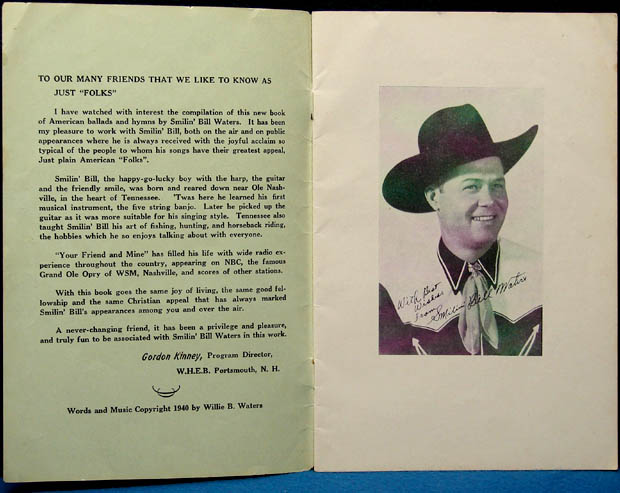 TO OUR MANY FRIENDS THAT WE LIKE TO KNOW AS
JUST "FOLKS"
I have watched with interest the compilation of this new book
of American ballads and hymns by Smilin' Bill Waters. It has been
my pleasure to work with Smilin' Bill, both on the air and on public
appearances where he is always received with the joyful acclaim so
typical of the people to whom his songs have their greatest appeal,
Just plain American "Folks".
Smilin' Bill, the happy-go-lucky boy with the harp, the guitar
and the friendly smile, was born and reared down near Ole Nash-
ville, in the heart of Tennessee. 'Twas here he learned his first
musical instrument, the five string banjo. Later he picked up the
guitar as it was more suitable for his singing style. Tennessee also
taught Smilin' Bill his art of fishing, hunting, and horseback riding,
the hobbies which he so enjoys talking about with everyone.
"Your Friend and Mine" has filled his life with wide radio ex-
perience throughout the country, appearing on NBC, the famous
Grand Ole Opry of WSM, Nashville, and scores of other stations.
With this book goes the same joy of living, the same good fel-
lowship and the same Christian appeal that has always marked
Smilin' Bill's appearances among you and over the air.
A never-changing friend, it has been a privilege and pleasure,
and truly fun to be associated with Smilin' Bill Waters in this work.
Gordon Kinney, Program Director,
W.H.E.B. Portsmouth, N. H.
Words and Music Copyright 1940 by Willie B. Waters
With Best
Wishes
From
Smilin' Bill Waters